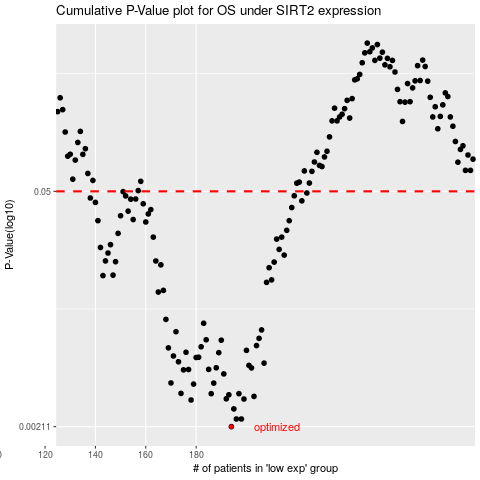 Cumulative P-Value plot for OS under SIRT2 expression
P-Value(log10)
0.05
0.00211
optimized
0 120 140 160 180
# of patients in 'low exp' group